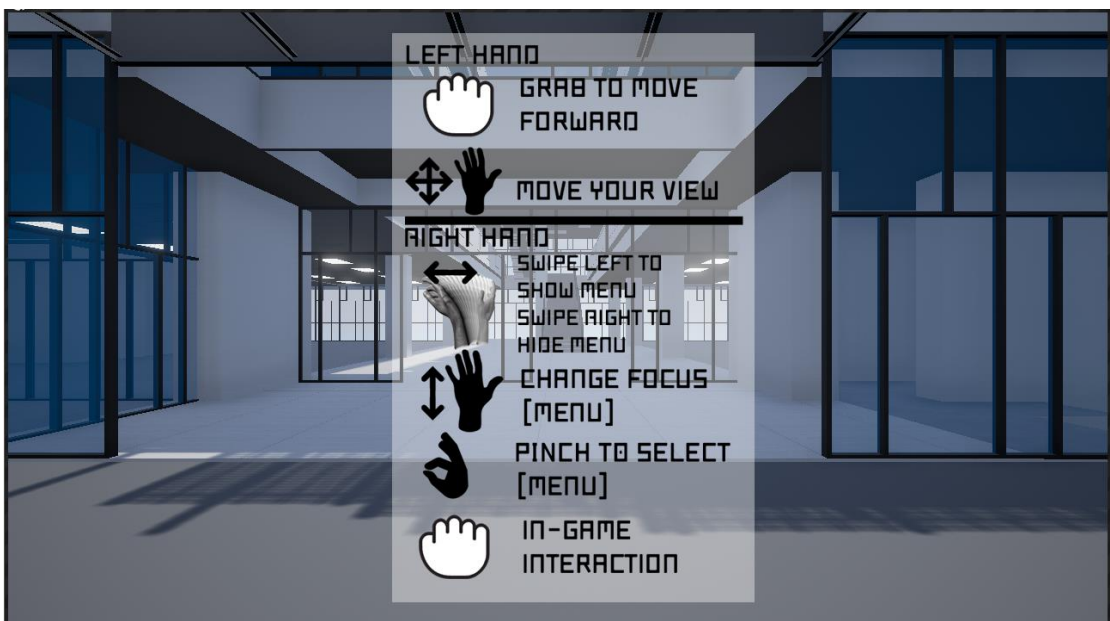 LEFT HAND
GRAB TO MOVE
FORWARD
MOVE YOUR VIEW
RIGHT HAND
SWIPE LEFT TO
SHOW MENU
SWIPE RIGHT TO
HIDE MENU
CHANGE FOCUS
[MENU]
PINCH TO SELECT
[MENU]
IN-GAME
INTERACTION